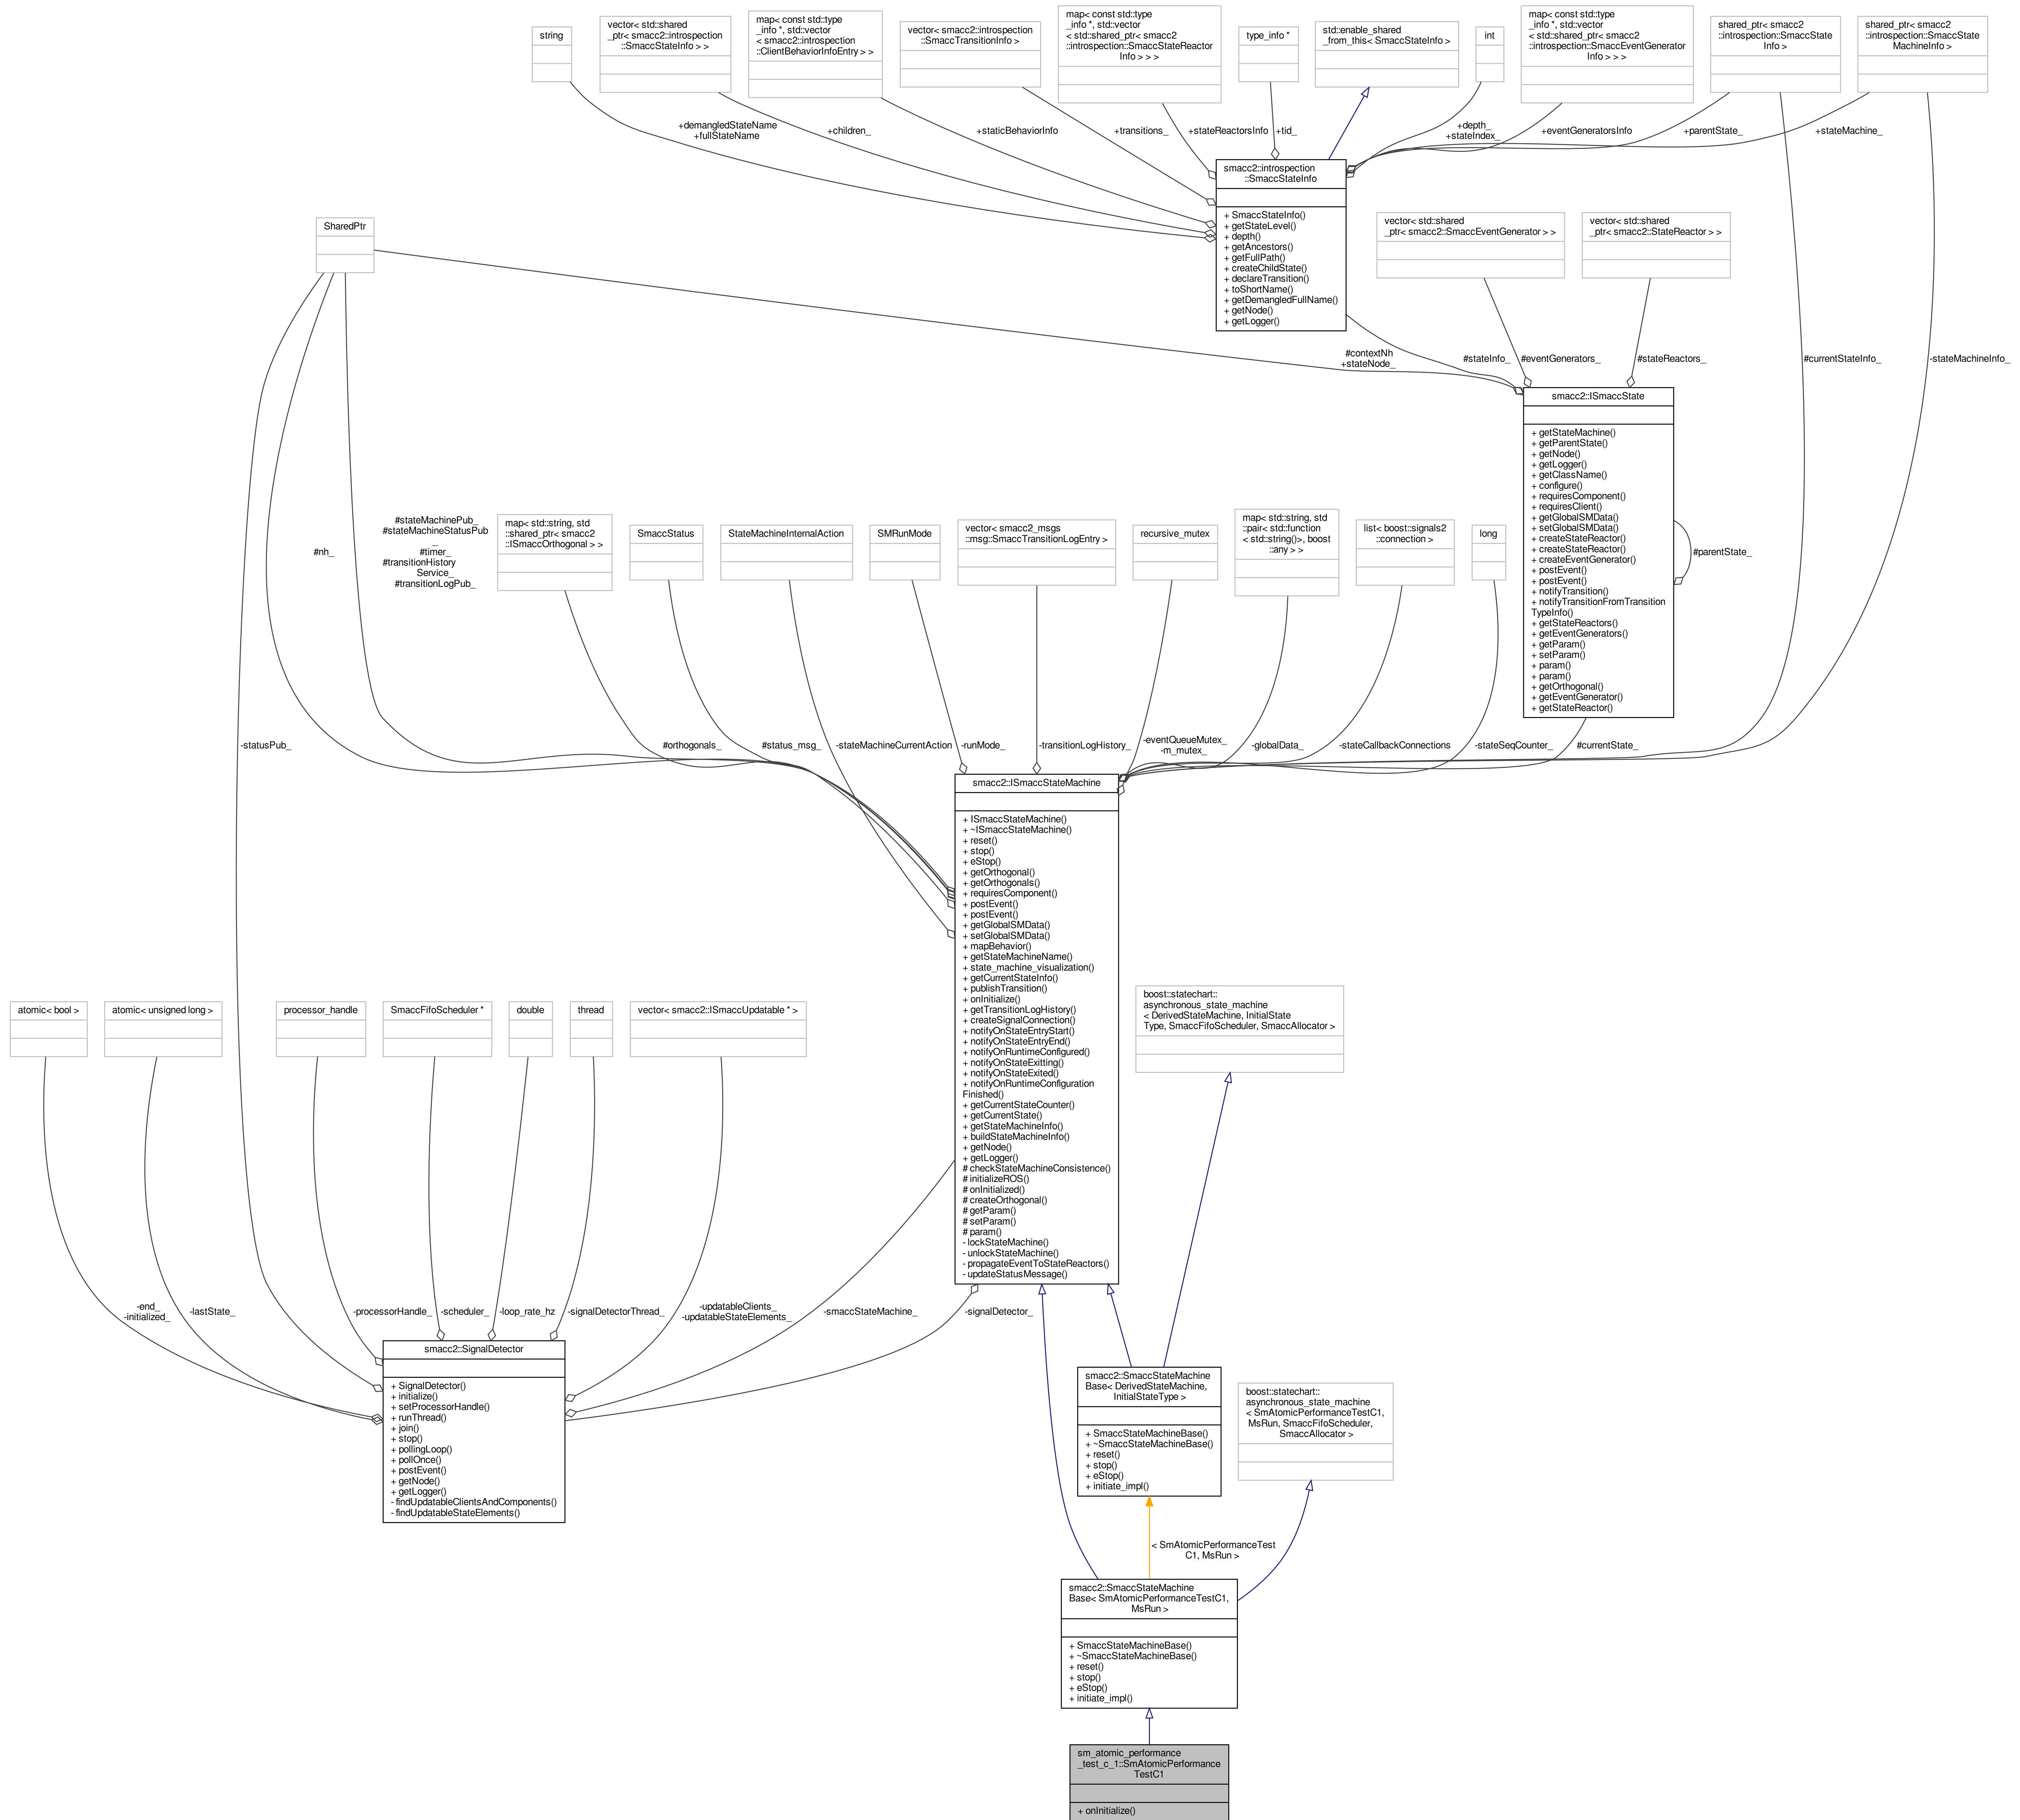 string
vector< std::shared
_ptr< smacc2::introspection
::SmaccStateInfo > >
map< const std::type
_info *, std::vector
< smacc2::introspection
::ClientBehaviorInfoEntry > >
vector< smacc2::introspection
::SmaccTransitionInfo >
map< const std::type
_info *, std::vector
< std::shared_ptr< smacc2
::introspection::SmaccStateReactor
Info > > >
type_info *
std::enable_shared
_from_this< SmaccStateInfo >
int
map< const std::type
_info *, std::vector
< std::shared_ptr< smacc2
::introspection::SmaccEventGenerator
Info > > >
shared_ptr< smacc2
::introspection::SmaccState
Info >
shared_ptr< smacc2
::introspection::SmaccState
MachineInfo >
+demangledStateName
+fullStateName
+children_
+staticBehaviorInfo
+transitions_
+stateReactorsInfo
+tid_
+depth_
+stateIndex_
+eventGeneratorsInfo
+parentState_
+stateMachine_
smacc2::introspection
::SmaccStateInfo
+ SmaccStateInfo()
+ getStateLevel()
+ depth()
+ getAncestors()
+ getFullPath()
+ createChildState()
+ declareTransition()
+ toShortName()
+ getDemangledFullName()
+ getNode()
+ getLogger()
SharedPtr
vector< std::shared
_ptr< smacc2::SmaccEventGenerator > >
vector< std::shared
_ptr< smacc2::StateReactor > >
#contextNh
+stateNode_
#stateInfo_
#eventGenerators_
#stateReactors_
#currentStateInfo_
-stateMachineInfo_
smacc2::ISmaccState
+ getStateMachine()
+ getParentState()
+ getNode()
+ getLogger()
+ getClassName()
+ configure()
+ requiresComponent()
+ requiresClient()
+ getGlobalSMData()
+ setGlobalSMData()
+ createStateReactor()
+ createStateReactor()
+ createEventGenerator()
+ postEvent()
+ postEvent()
+ notifyTransition()
+ notifyTransitionFromTransition
TypeInfo()
+ getStateReactors()
+ getEventGenerators()
+ getParam()
+ setParam()
+ param()
+ param()
+ getOrthogonal()
+ getEventGenerator()
+ getStateReactor()
#parentState_
#nh_
#stateMachinePub_
#stateMachineStatusPub
_
#timer_
#transitionHistory
Service_
#transitionLogPub_
map< std::string, std
::shared_ptr< smacc2
::ISmaccOrthogonal > >
SmaccStatus
StateMachineInternalAction
SMRunMode
vector< smacc2_msgs
::msg::SmaccTransitionLogEntry >
recursive_mutex
map< std::string, std
::pair< std::function
< std::string()>, boost
::any > >
list< boost::signals2
::connection >
long
-statusPub_
#orthogonals_
#status_msg_
-stateMachineCurrentAction
-runMode_
-transitionLogHistory_
-eventQueueMutex_
-m_mutex_
-globalData_
-stateCallbackConnections
-stateSeqCounter_
#currentState_
smacc2::ISmaccStateMachine
+ ISmaccStateMachine()
+ ~ISmaccStateMachine()
+ reset()
+ stop()
+ eStop()
+ getOrthogonal()
+ getOrthogonals()
+ requiresComponent()
+ postEvent()
+ postEvent()
+ getGlobalSMData()
+ setGlobalSMData()
+ mapBehavior()
+ getStateMachineName()
+ state_machine_visualization()
+ getCurrentStateInfo()
+ publishTransition()
+ onInitialize()
+ getTransitionLogHistory()
+ createSignalConnection()
+ notifyOnStateEntryStart()
+ notifyOnStateEntryEnd()
+ notifyOnRuntimeConfigured()
+ notifyOnStateExitting()
+ notifyOnStateExited()
+ notifyOnRuntimeConfiguration
Finished()
+ getCurrentStateCounter()
+ getCurrentState()
+ getStateMachineInfo()
+ buildStateMachineInfo()
+ getNode()
+ getLogger()
# checkStateMachineConsistence()
# initializeROS()
# onInitialized()
# createOrthogonal()
# getParam()
# setParam()
# param()
- lockStateMachine()
- unlockStateMachine()
- propagateEventToStateReactors()
- updateStatusMessage()
atomic< bool >
atomic< unsigned long >
processor_handle
SmaccFifoScheduler *
double
thread
vector< smacc2::ISmaccUpdatable * >
boost::statechart::
asynchronous_state_machine
< DerivedStateMachine, InitialState
Type, SmaccFifoScheduler, SmaccAllocator >
-end_
-initialized_
-lastState_
-processorHandle_
-scheduler_
-loop_rate_hz
-signalDetectorThread_
-updatableClients_
-updatableStateElements_
-smaccStateMachine_
-signalDetector_
smacc2::SignalDetector
+ SignalDetector()
+ initialize()
+ setProcessorHandle()
+ runThread()
+ join()
+ stop()
+ pollingLoop()
+ pollOnce()
+ postEvent()
+ getNode()
+ getLogger()
- findUpdatableClientsAndComponents()
- findUpdatableStateElements()
smacc2::SmaccStateMachine
Base< DerivedStateMachine,
InitialStateType >
+ SmaccStateMachineBase()
+ ~SmaccStateMachineBase()
+ reset()
+ stop()
+ eStop()
+ initiate_impl()
boost::statechart::
asynchronous_state_machine
< SmAtomicPerformanceTestC1,
MsRun, SmaccFifoScheduler,
SmaccAllocator >
< SmAtomicPerformanceTest
C1, MsRun >
smacc2::SmaccStateMachine
Base< SmAtomicPerformanceTestC1,
MsRun >
+ SmaccStateMachineBase()
+ ~SmaccStateMachineBase()
+ reset()
+ stop()
+ eStop()
+ initiate_impl()
sm_atomic_performance
_test_c_1::SmAtomicPerformance
TestC1
+ onInitialize()